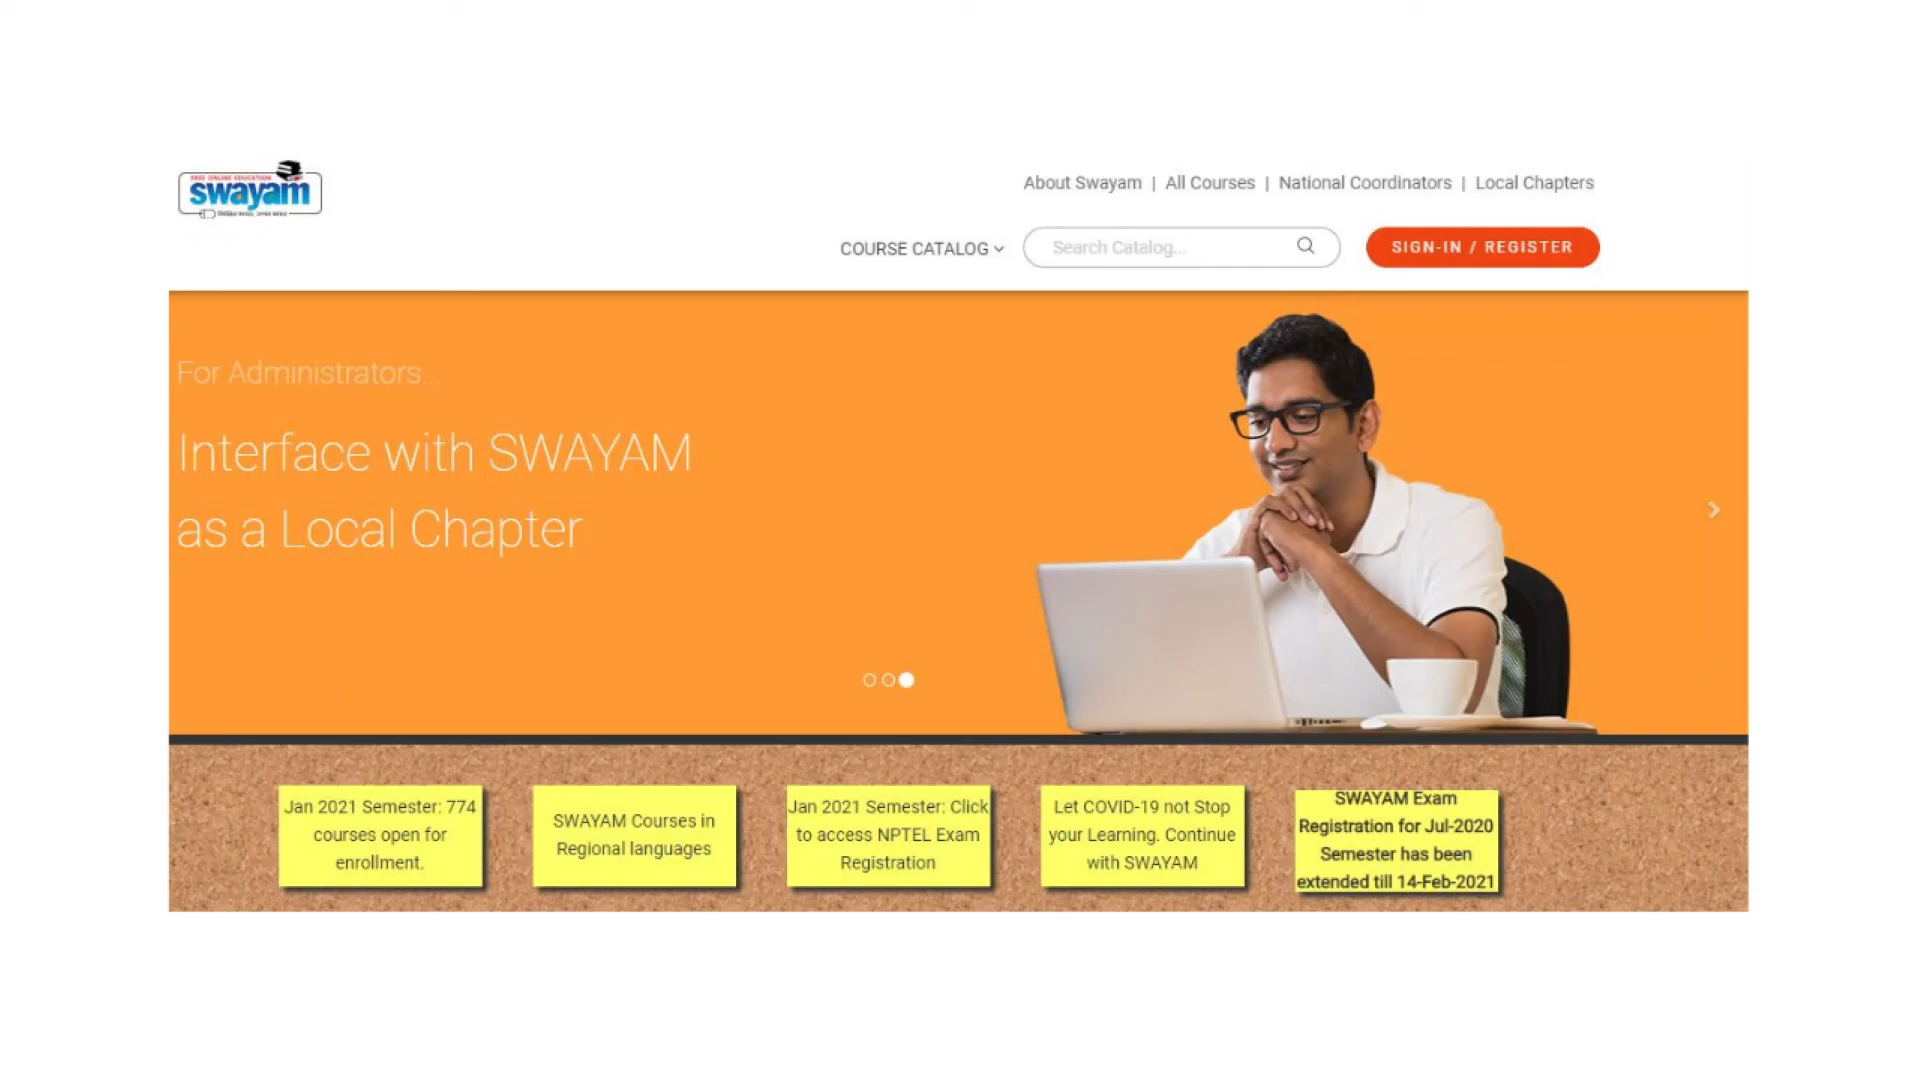 FREE ONLINE EDUCATION
swayam
About Swayam | All Courses | National Coordinators | Local Chapters
COURSE CATALOG
Search Catalog...
SIGN-IN / REGISTER
For Administrators...
Interface with SWAYAM
as a Local Chapter
Jan 2021 Semester: 774
courses open for
enrollment.
SWAYAM Courses in
Regional languages
Jan 2021 Semester: Click
to access NPTEL Exam
Registration
Let COVID-19 not Stop
your Learning. Continue
with SWAYAM
SWAYAM Exam
Registration for Jul-2020
Semester has been
extended till 14-Feb-2021